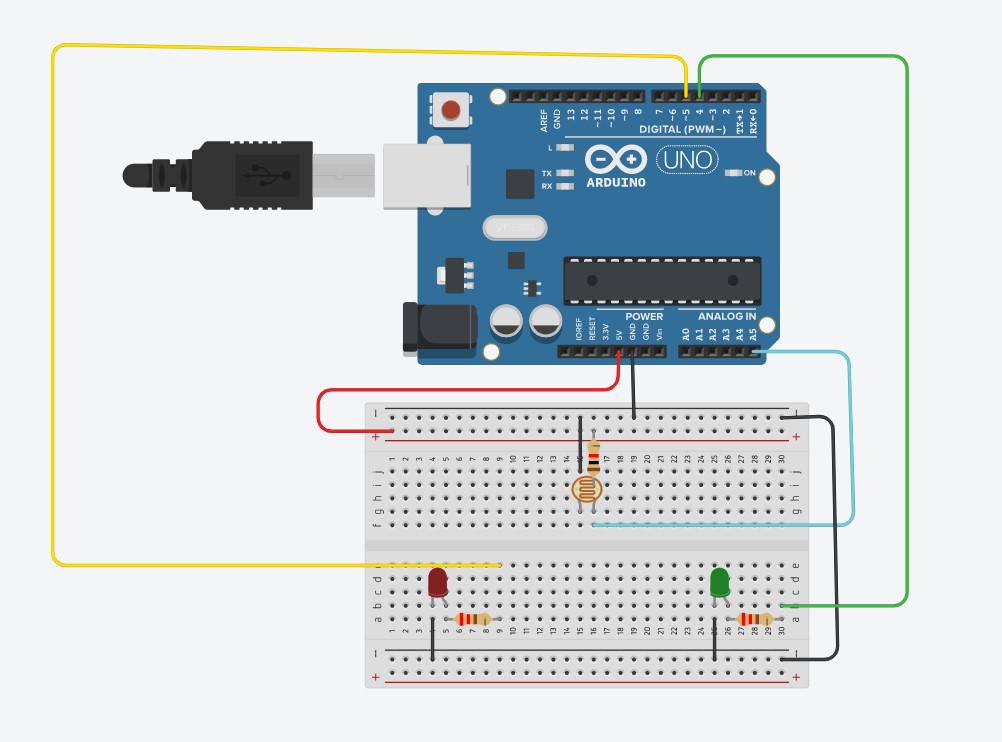 AREF
GND
13
12
~11
~10
~9
8
7
~6
~5
4
~3
2
TX→1
RX←0
DIGITAL (PWM~)
L
TX
RX
ARDUINO
UNO
ON
POWER
ANALOG IN
IOREF
RESET
3.3V
5V
GND
GND
Vin
A0
A1
A2
A3
A4
A5
- -
+ +
1 2 3 4 5 6 7 8 9 10 11 12 13 14 15 16 17 18 19 20 21 22 23 24 25 26 27 28 29 30
j j
i i
h h
g g
f f
e e
d d
c c
b b
a a
1 2 3 4 5 6 7 8 9 10 11 12 13 14 15 16 17 18 19 20 21 22 23 24 25 26 27 28 29 30
- -
+ +